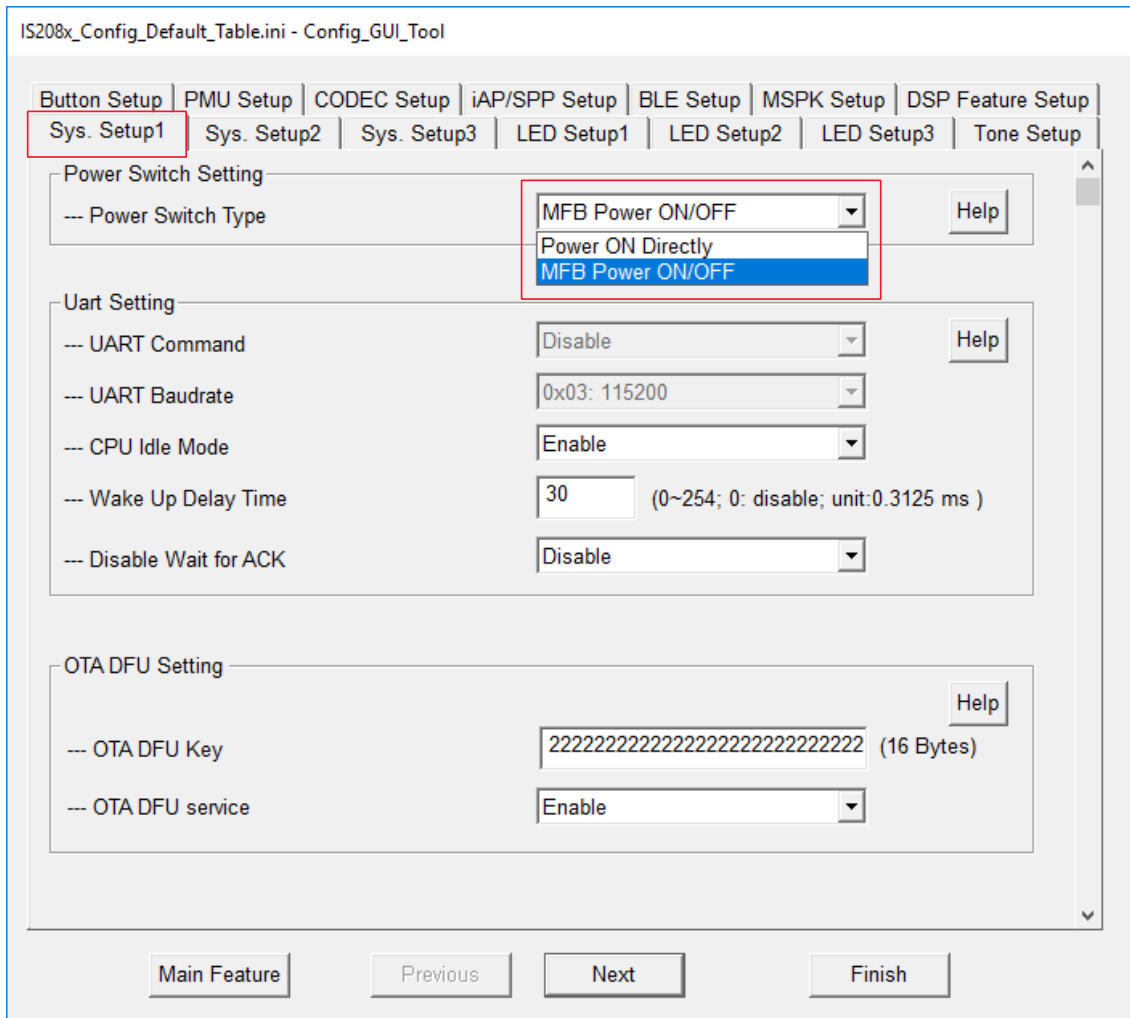 IS208x_Config_Default_Table.ini - Config_GUI_Tool
Button Setup PMU Setup CODEC Setup iAP/SPP Setup BLE Setup MSPK Setup DSP Feature Setup
Sys. Setup1 Sys. Setup2 Sys. Setup3 LED Setup1 LED Setup2 LED Setup3 Tone Setup
Power Switch Setting
--- Power Switch Type MFB Power ON/OFF Help
Power ON Directly
MFB Power ON/OFF
Uart Setting
--- UART Command Disable Help
--- UART Baudrate 0x03: 115200
--- CPU Idle Mode Enable
--- Wake Up Delay Time 30 (0~254; 0: disable; unit:0.3125 ms )
--- Disable Wait for ACK Disable
OTA DFU Setting
Help
--- OTA DFU Key 22222222222222222222222222222 (16 Bytes)
--- OTA DFU service Enable
Main Feature Previous Next Finish